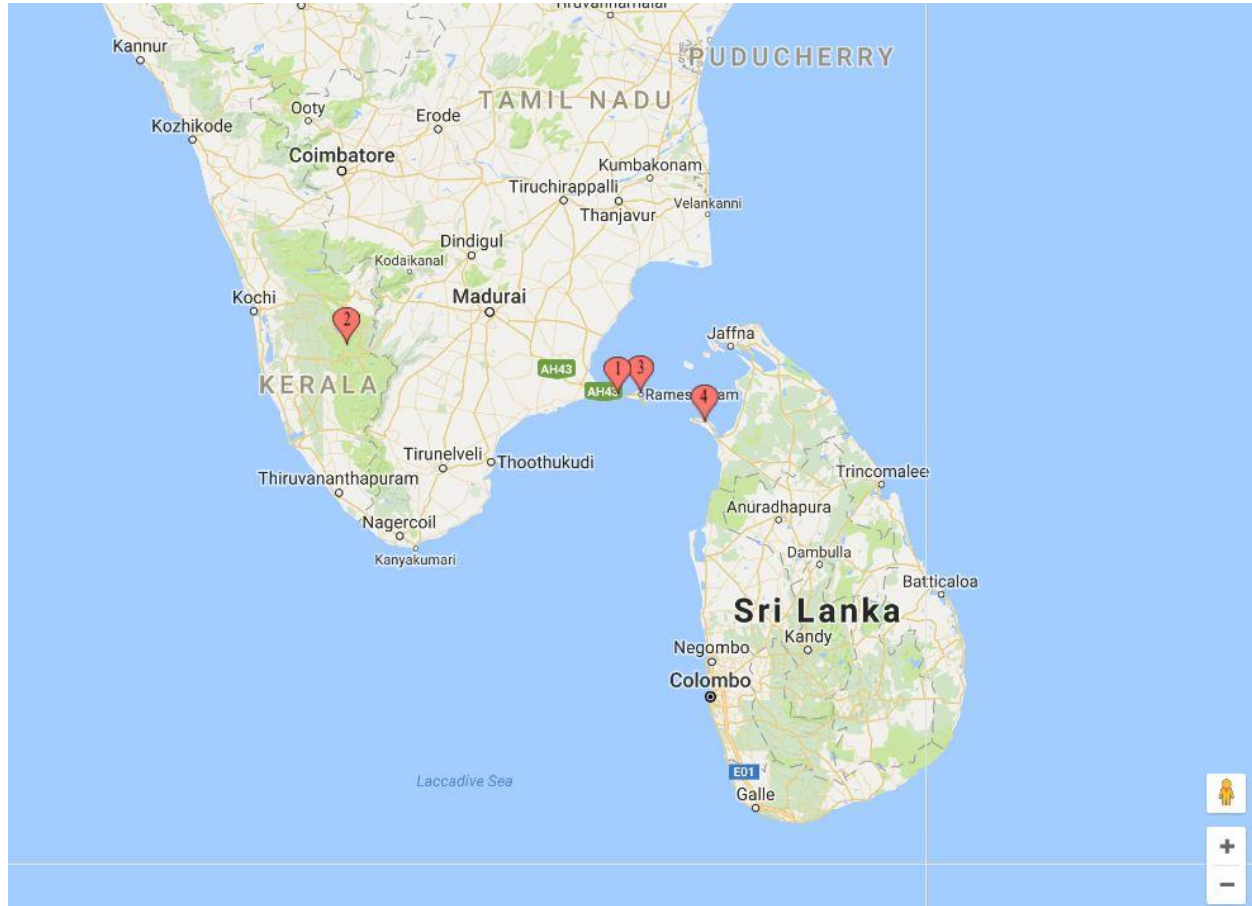 Tiruvannamalai
Kannur
PUDUCHERRY
TAMIL NADU
Ooty
Erode
Kozhikode
Coimbatore
Kumbakonam
Tiruchirappalli
Velankanni
Thanjavur
Dindigul
Kodaikanal
Kochi
Madurai
2
Jaffna
AH43
1
3
KERALA
AH43
4
Tirunelveli
Thoothukudi
Thiruvananthapuram
Trincomalee
Anuradhapura
Nagercoil
Kanyakumari
Dambulla
Batticaloa
Sri Lanka
Kandy
Negombo
Colombo
E01
Laccadive Sea
Galle
+
−